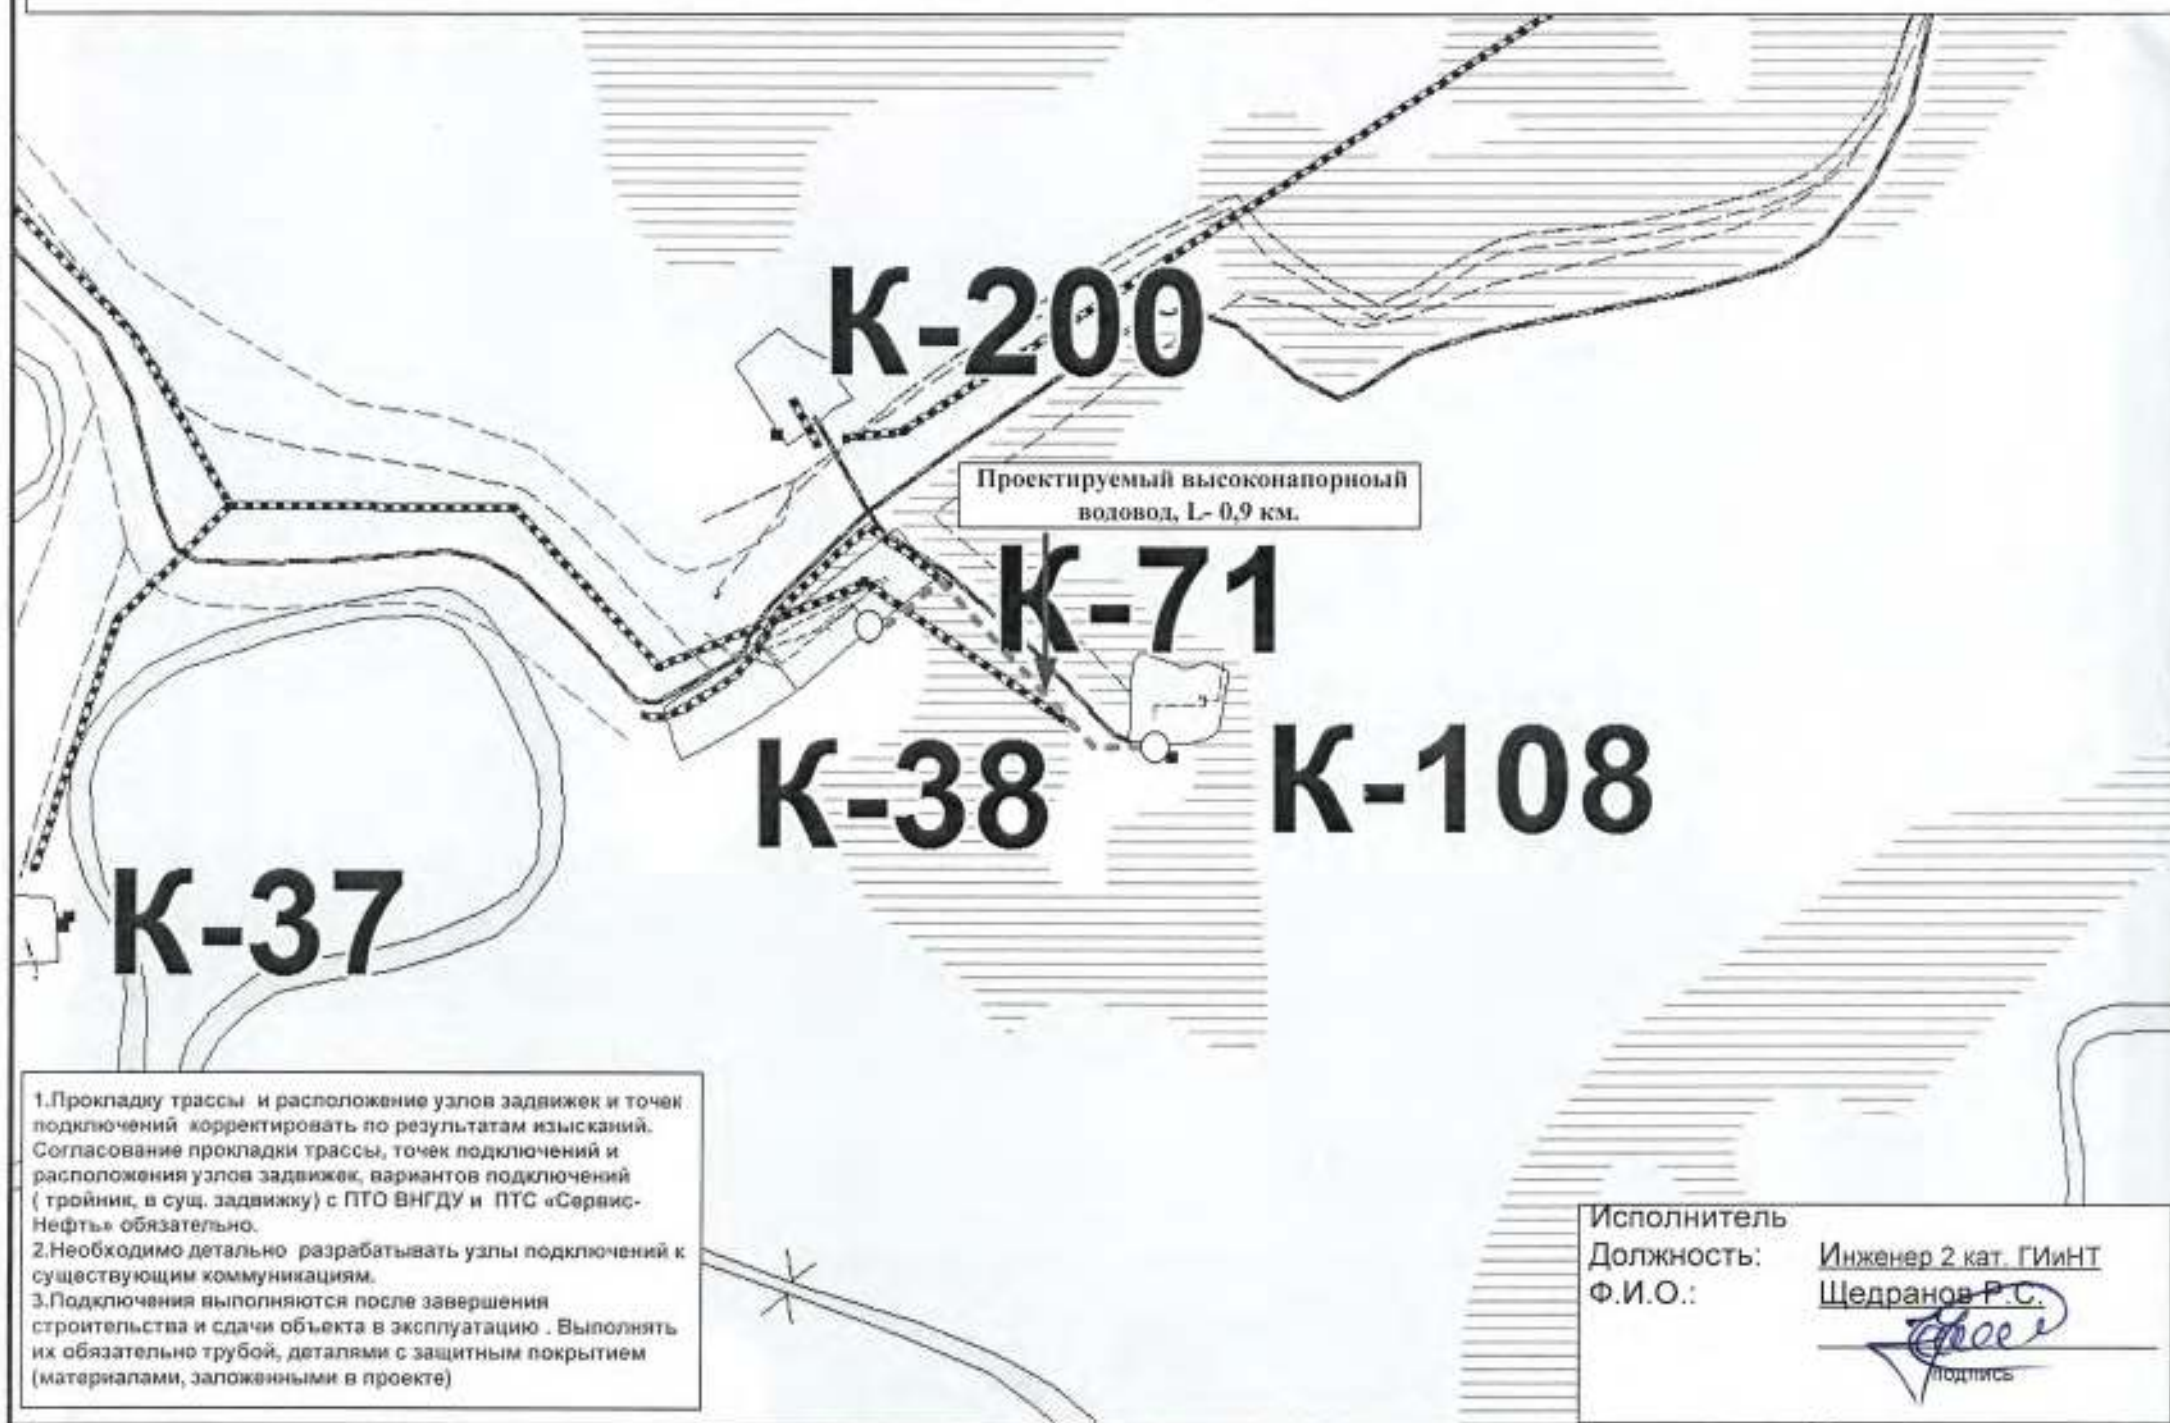 К-200
Проектируемый высоконапорноый
водовод, L- 0,9 км.
К-71
К-38
К-108
К-37
1.Прокладку трассы и расположение узлов задвижек и точек
подключений корректировать по результатам изысканий.
Согласование прокладки трассы, точек подключений и
расположения узлов задвижек, вариантов подключений
( тройник, в сущ. задвижку) с ПТО ВНГДУ и ПТС «Сервис-
Нефть» обязательно.
2.Необходимо детально разрабатывать узлы подключений к
существующим коммуникациям.
3.Подключения выполняются после завершения
строительства и сдачи объекта в эксплуатацию . Выполнять
их обязательно трубой, деталями с защитным покрытием
(материалами, заложенными в проекте)
Исполнитель
Должность: Инженер 2 кат. ГИиНТ
Ф.И.О.: Щедранов Р.С.
подпись